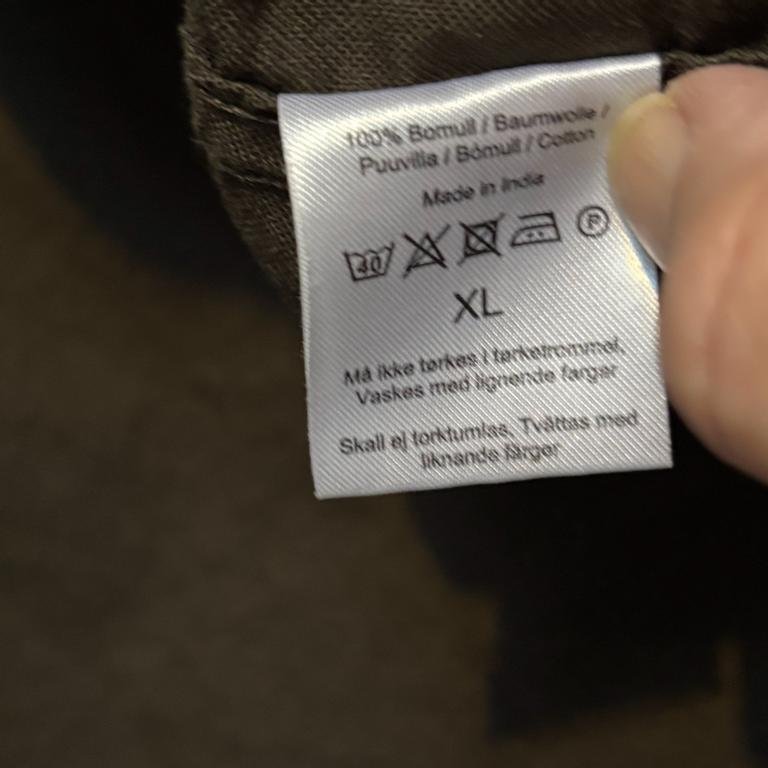 100% Bomull / Baumwolle /
Puuvilla / Bómull / Cotton
Made in India
40 P
XL
Må ikke tørkes i tørketrommel,
Vaskes med lignende farger
Skall ej torktumlas, Tvättas med
liknande färger